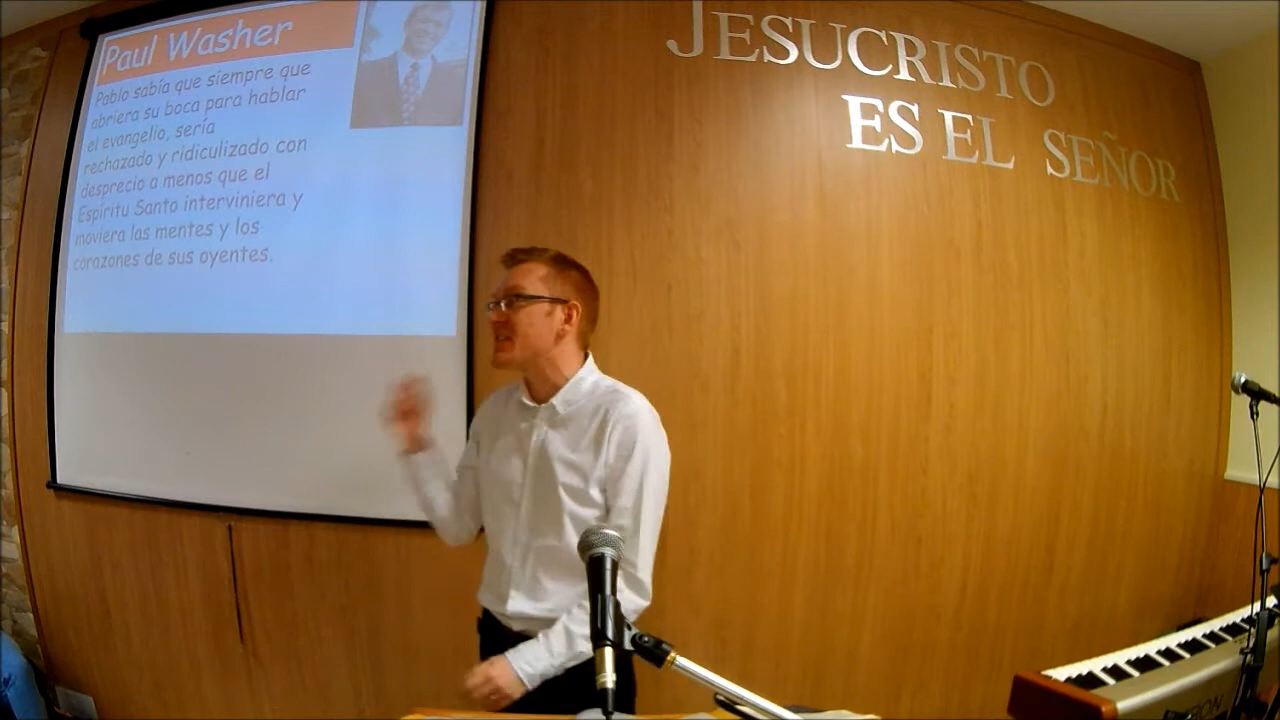 Paul Washer
Pablo sabía que siempre que
abriera su boca para hablar
el evangelio, sería
rechazado y ridiculizado con
desprecio a menos que el
Espíritu Santo interviniera y
moviera las mentes y los
corazones de sus oyentes.
JESUCRISTO
ES EL SEÑOR